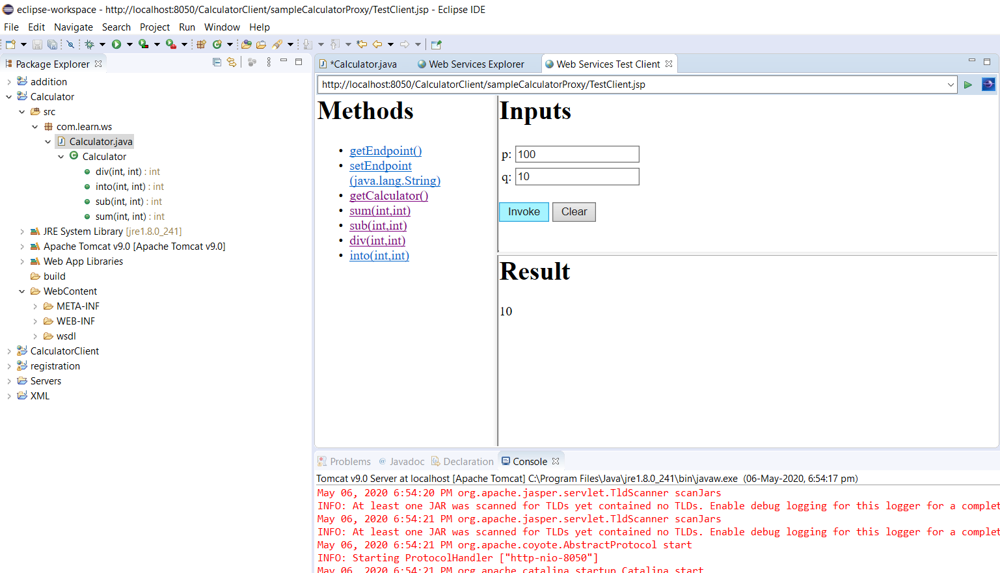 eclipse-workspace - http://localhost:8050/CalculatorClient/sampleCalculatorProxy/TestClient.jsp - Eclipse IDE
File Edit Navigate Search Project Run Window Help
Package Explorer
addition
Calculator
src
com.learn.ws
Calculator.java
Calculator
div(int, int) : int
into(int, int) : int
sub(int, int) : int
sum(int, int) : int
JRE System Library [jre1.8.0_241]
Apache Tomcat v9.0 [Apache Tomcat v9.0]
Web App Libraries
build
WebContent
META-INF
WEB-INF
wsdl
CalculatorClient
registration
Servers
XML
*Calculator.java Web Services Explorer Web Services Test Client
http://localhost:8050/CalculatorClient/sampleCalculatorProxy/TestClient.jsp
Methods
getEndpoint()
setEndpoint
(java.lang.String)
getCalculator()
sum(int,int)
sub(int,int)
div(int,int)
into(int,int)
Inputs
p: 100
q: 10
Invoke Clear
Result
10
Problems @ Javadoc Declaration Console
Tomcat v9.0 Server at localhost [Apache Tomcat] C:\Program Files\Java\jre1.8.0_241\bin\javaw.exe (06-May-2020, 6:54:17 pm)
May 06, 2020 6:54:20 PM org.apache.jasper.servlet.TldScanner scanJars
INFO: At least one JAR was scanned for TLDs yet contained no TLDs. Enable debug logging for this logger for a complet
May 06, 2020 6:54:21 PM org.apache.jasper.servlet.TldScanner scanJars
INFO: At least one JAR was scanned for TLDs yet contained no TLDs. Enable debug logging for this logger for a complet
May 06, 2020 6:54:21 PM org.apache.coyote.AbstractProtocol start
INFO: Starting ProtocolHandler ["http-nio-8050"]
May 06, 2020 6:54:21 PM org.apache.catalina.startup.Catalina start